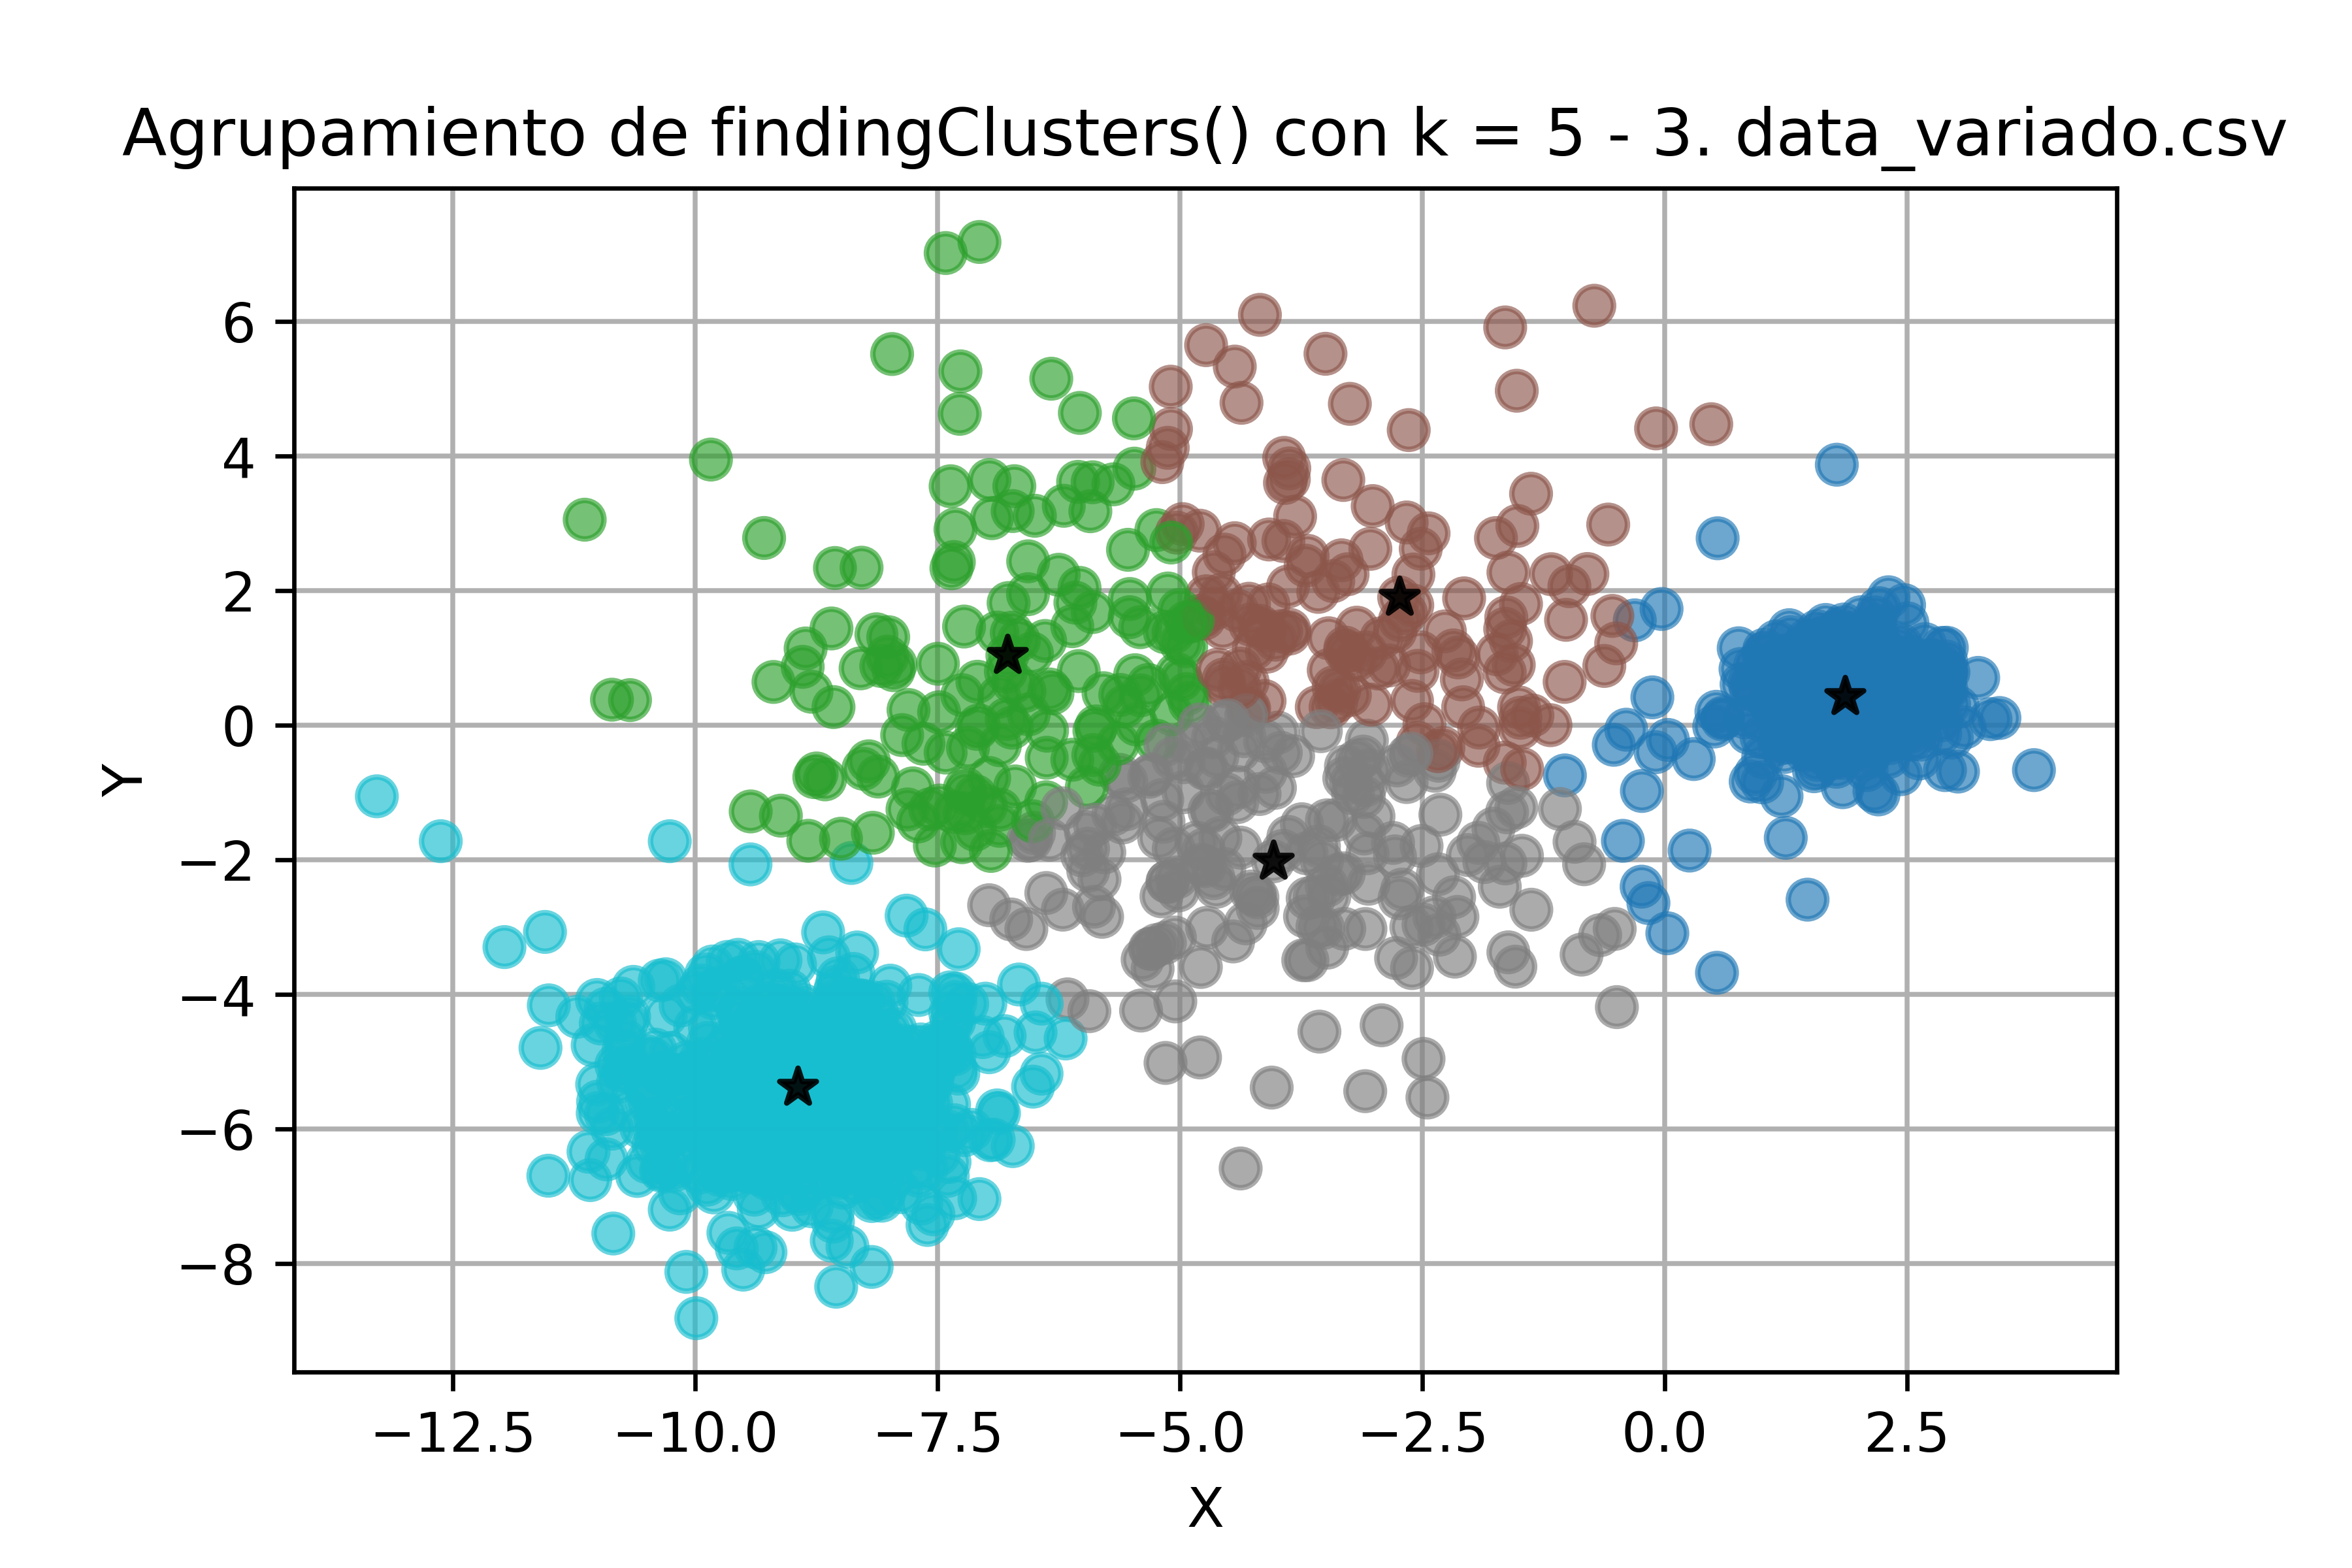 Agrupamiento de findingClusters() con k = 5 - 3. data_variado.csv
6
4
2
0
−2
−4
−6
−8
Y
−12.5 −10.0 −7.5 −5.0 −2.5 0.0 2.5
X